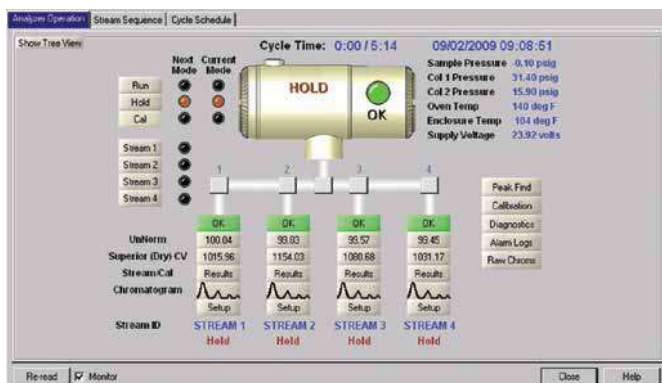 Analyzer Operation Stream Sequence Cycle Schedule
Show Tree View
Cycle Time: 0:00 / 5:14 09/02/2009 09:08:51
Next Mode Current Mode
Sample Pressure -0.10 psig
Col 1 Pressure 31.40 psig
Col 2 Pressure 15.90 psig
Oven Temp 140 deg F
Enclosure Temp 104 deg F
Supply Voltage 23.92 volts
Run
Hold
Cal
HOLD
OK
Stream 1
Stream 2
Stream 3
Stream 4
1 2 3 4
Peak Find
Calibration
Diagnostics
Alarm Logs
Raw Chroms
OK OK OK OK
UnNorm 100.04 99.03 99.57 99.45
Superior (Dry) CV 1015.96 1154.03 1080.68 1031.17
Stream/Cal Results Results Results Results
Chromatogram
Setup Setup Setup Setup
Stream ID STREAM 1 STREAM 2 STREAM 3 STREAM 4
Hold Hold Hold Hold
Re-read Monitor Close Help